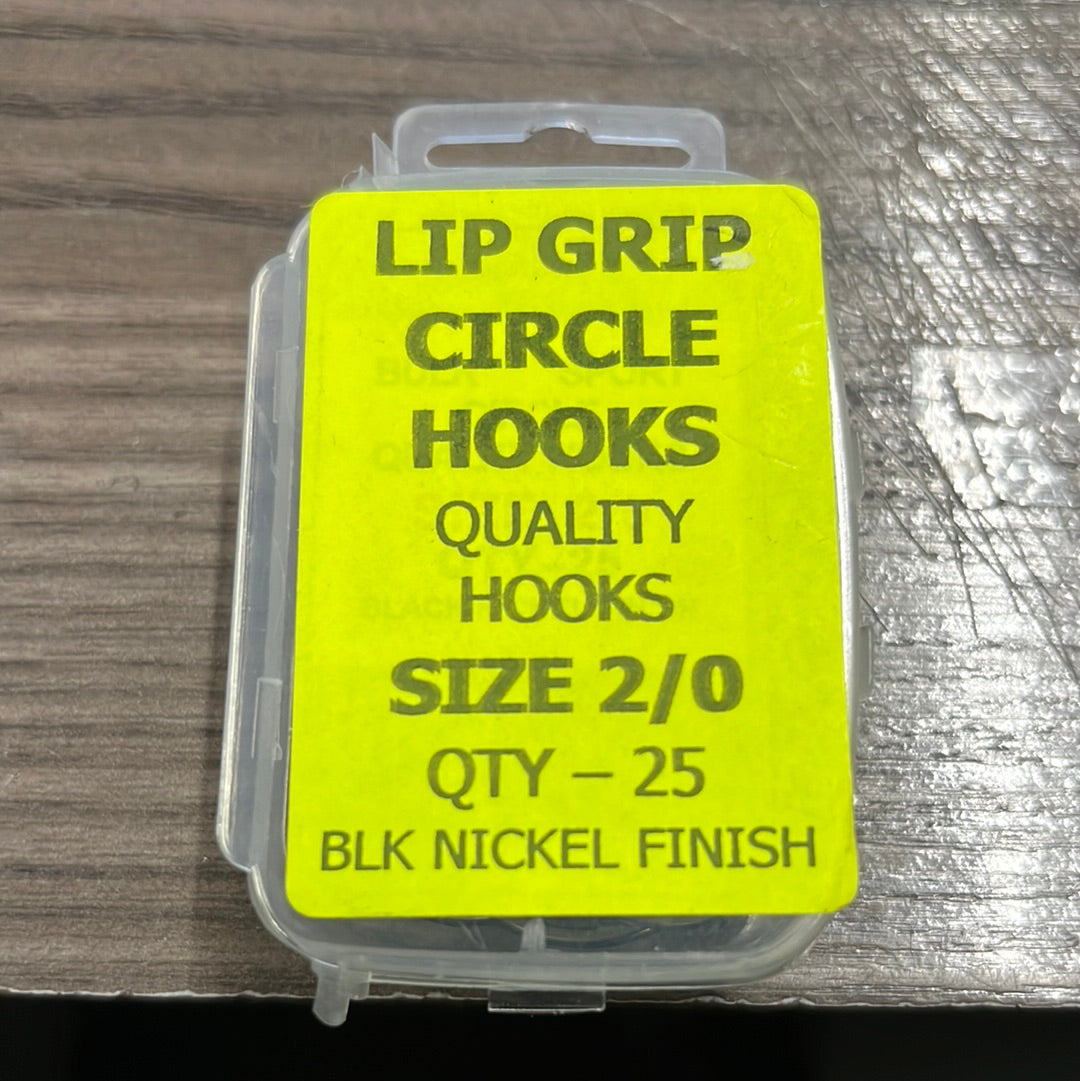 LIP GRIP
CIRCLE
HOOKS
QUALITY
HOOKS
SIZE 2/0
QTY – 25
BLK NICKEL FINISH